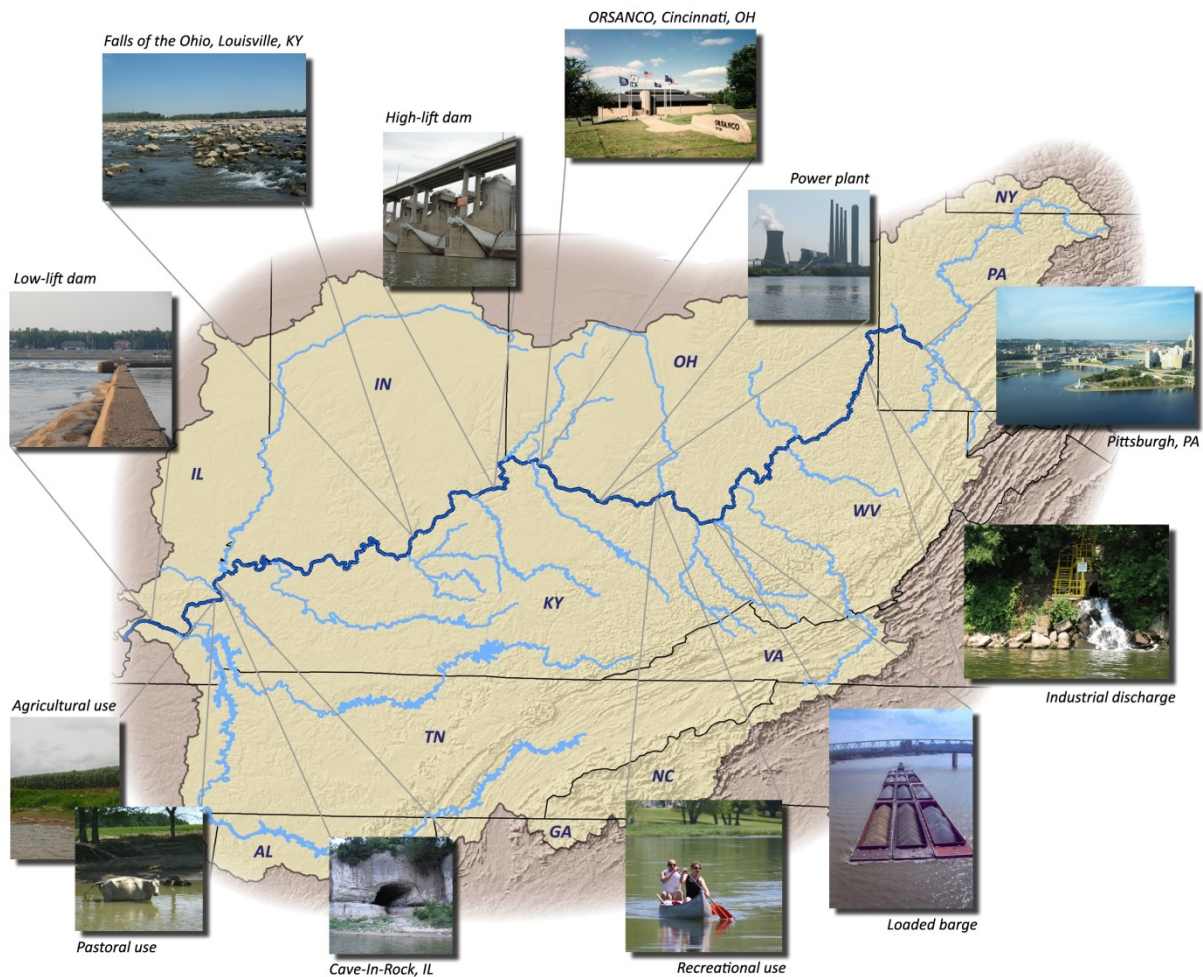 ORSANCO, Cincinnati, OH
Falls of the Ohio, Louisville, KY
High-lift dam
ORSANCO
Power plant
NY
Low-lift dam
PA
OH
IN
Pittsburgh, PA
IL
WV
KY
VA
Industrial discharge
Agricultural use
TN
NC
GA
AL
Loaded barge
Pastoral use
Cave-In-Rock, IL
Recreational use